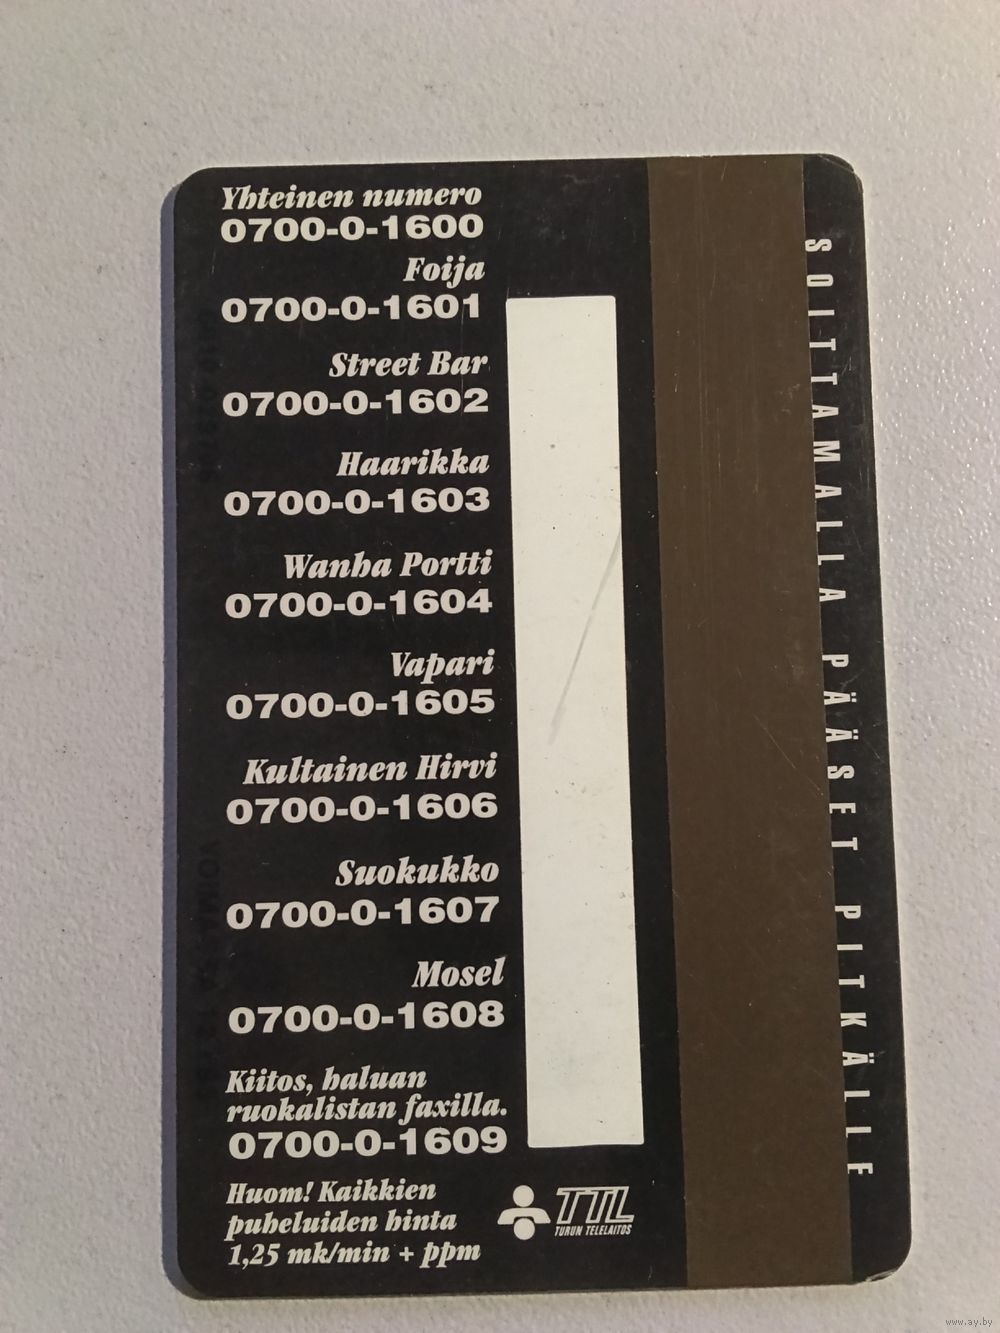 Yhteinen numero
0700-0-1600
Foija
0700-0-1601
Street Bar
0700-0-1602
Haarikka
0700-0-1603
Wanha Portti
0700-0-1604
Vapari
0700-0-1605
Kultainen Hirvi
0700-0-1606
Suokukko
0700-0-1607
Mosel
0700-0-1608
Kiitos, haluan
ruokalistan faxilla.
0700-0-1609
Huom! Kaikkien
puheluiden hinta
1,25 mk/min + ppm
TTL
TURUN TELELAITOS
SOITTAMALLA PÄÄSET PITKÄLLE
www.ay.by